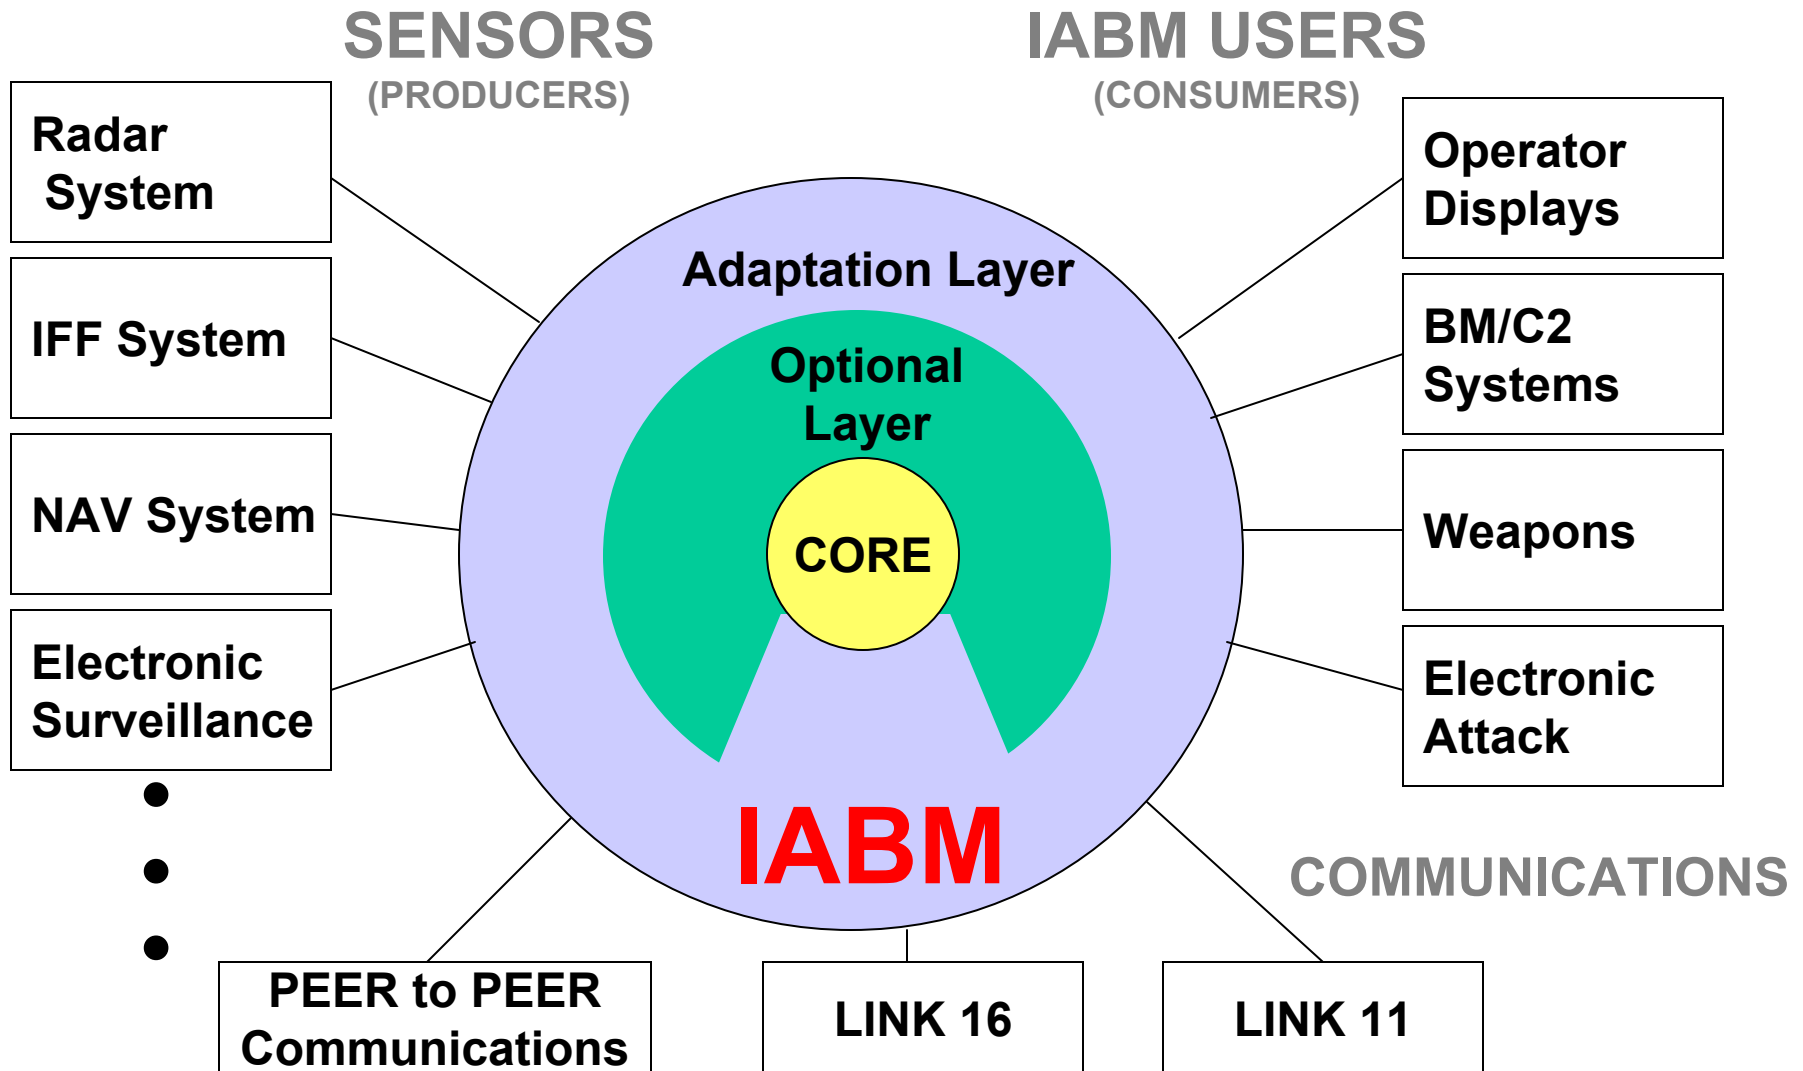 SENSORS
(PRODUCERS)
IABM USERS
(CONSUMERS)
Radar
System
IFF System
NAV System
Electronic
Surveillance
Adaptation Layer
Optional
Layer
CORE
IABM
Operator
Displays
BM/C2
Systems
Weapons
Electronic
Attack
COMMUNICATIONS
PEER to PEER
Communications
LINK 16
LINK 11